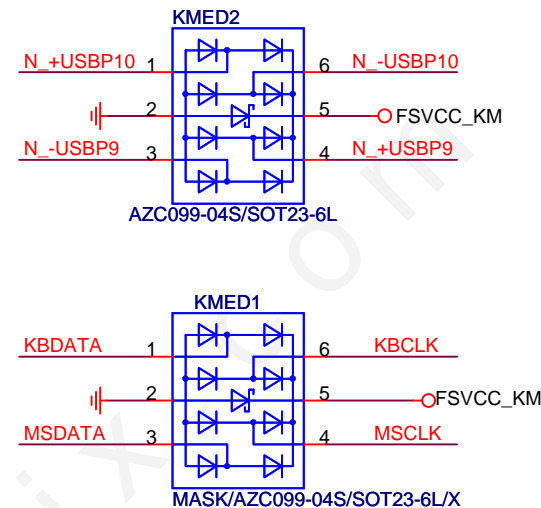 KMED2
N_+USBP10 1 6 N_-USBP10
2 5 FSVCC_KM
N_-USBP9 3 4 N_+USBP9
AZC099-04S/SOT23-6L
KMED1
KBDATA 1 6 KBCLK
2 5 FSVCC_KM
MSDATA 3 4 MSCLK
MASK/AZC099-04S/SOT23-6L/X